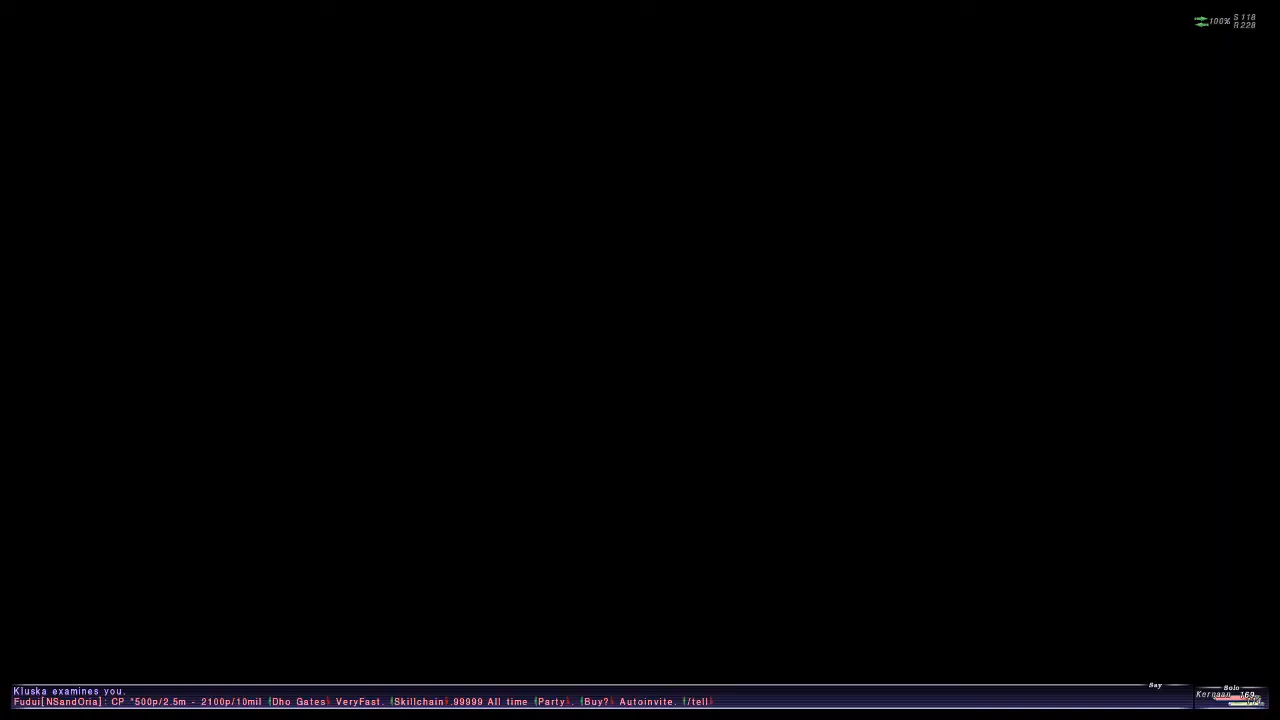 100%
S 118
R 228
Say
Kluska examines you.
Fudui[NSandOria]: CP *500p/2.5m - 2100p/10mil Dho Gates VeryFast. Skillchain.99999 All time Party. Buy? Autoinvite. /tell
Solo